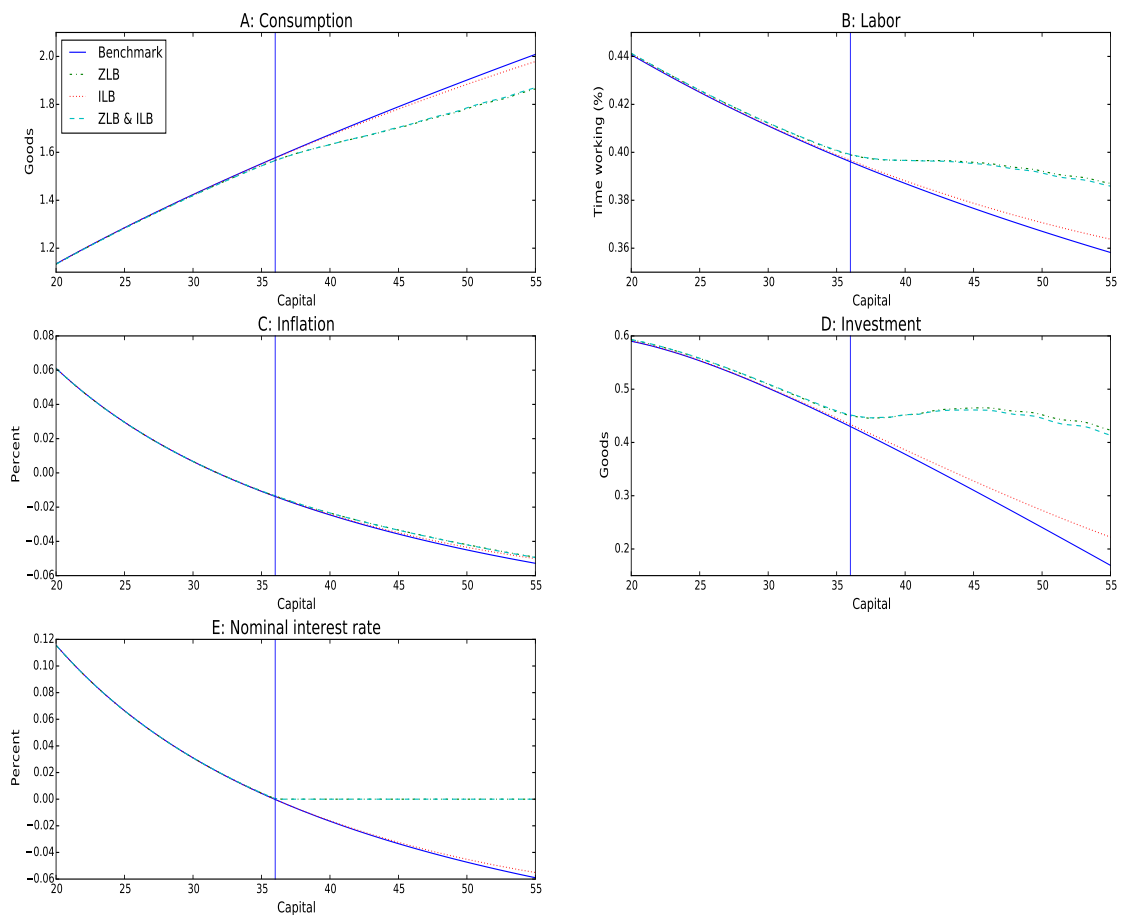 A: Consumption
Goods
2.0
1.8
1.6
1.4
1.2
Benchmark
ZLB
ILB
ZLB & ILB
20 25 30 35 40 45 50 55
Capital
B: Labor
Time working (%)
0.44
0.42
0.40
0.38
0.36
20 25 30 35 40 45 50 55
Capital
C: Inflation
Percent
0.08
0.06
0.04
0.02
0.00
−0.02
−0.04
−0.06
20 25 30 35 40 45 50 55
Capital
D: Investment
Goods
0.6
0.5
0.4
0.3
0.2
20 25 30 35 40 45 50 55
Capital
E: Nominal interest rate
Percent
0.12
0.10
0.08
0.06
0.04
0.02
0.00
−0.02
−0.04
−0.06
20 25 30 35 40 45 50 55
Capital